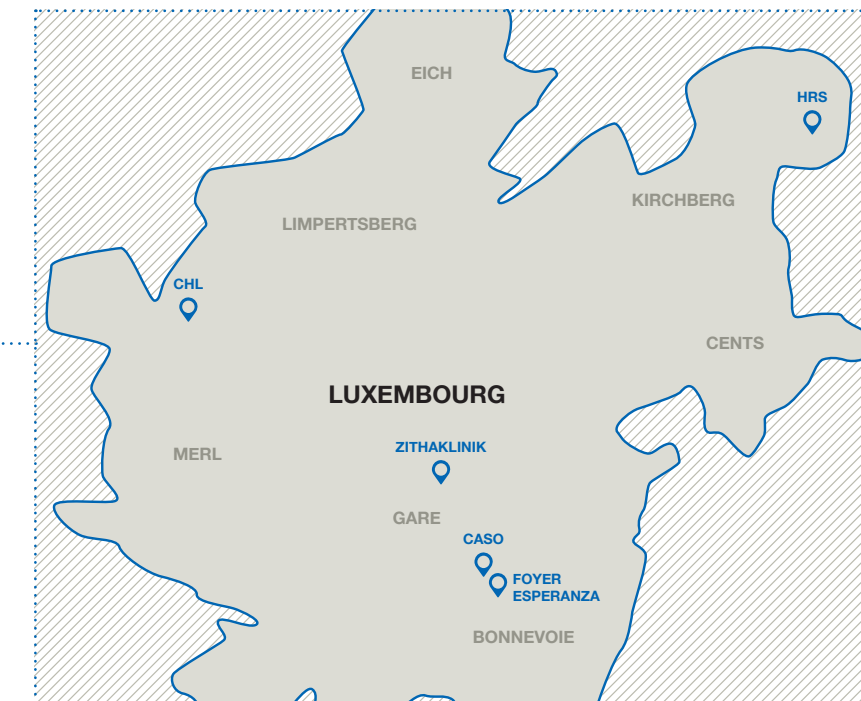 EICH
HRS
KIRCHBERG
LIMPERTSBERG
CHL
CENTS
LUXEMBOURG
ZITHAKLINIK
MERL
GARE
CASO
FOYER
ESPERANZA
BONNEVOIE